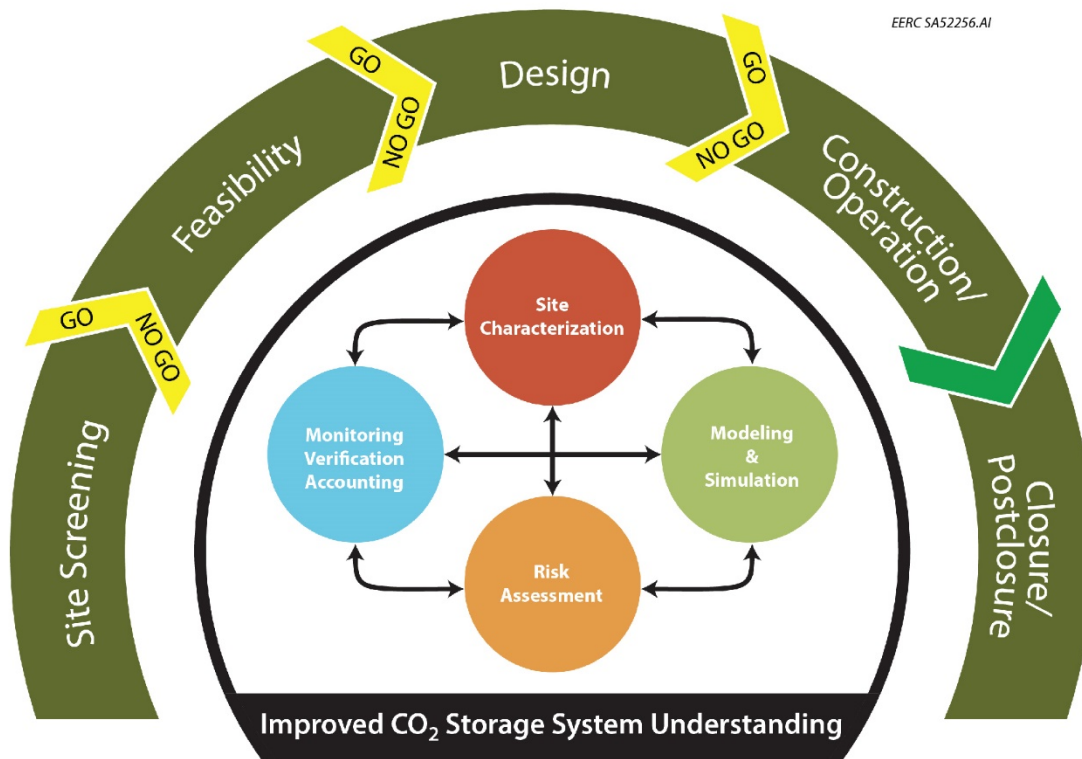 EERC SA52256.AI
Site Screening
GO
NO GO
Feasibility
GO
NO GO
Design
GO
NO GO
Construction/
Operation
Closure/
Postclosure
Site
Characterization
Monitoring
Verification
Accounting
Modeling
&
Simulation
Risk
Assessment
Improved CO₂ Storage System Understanding